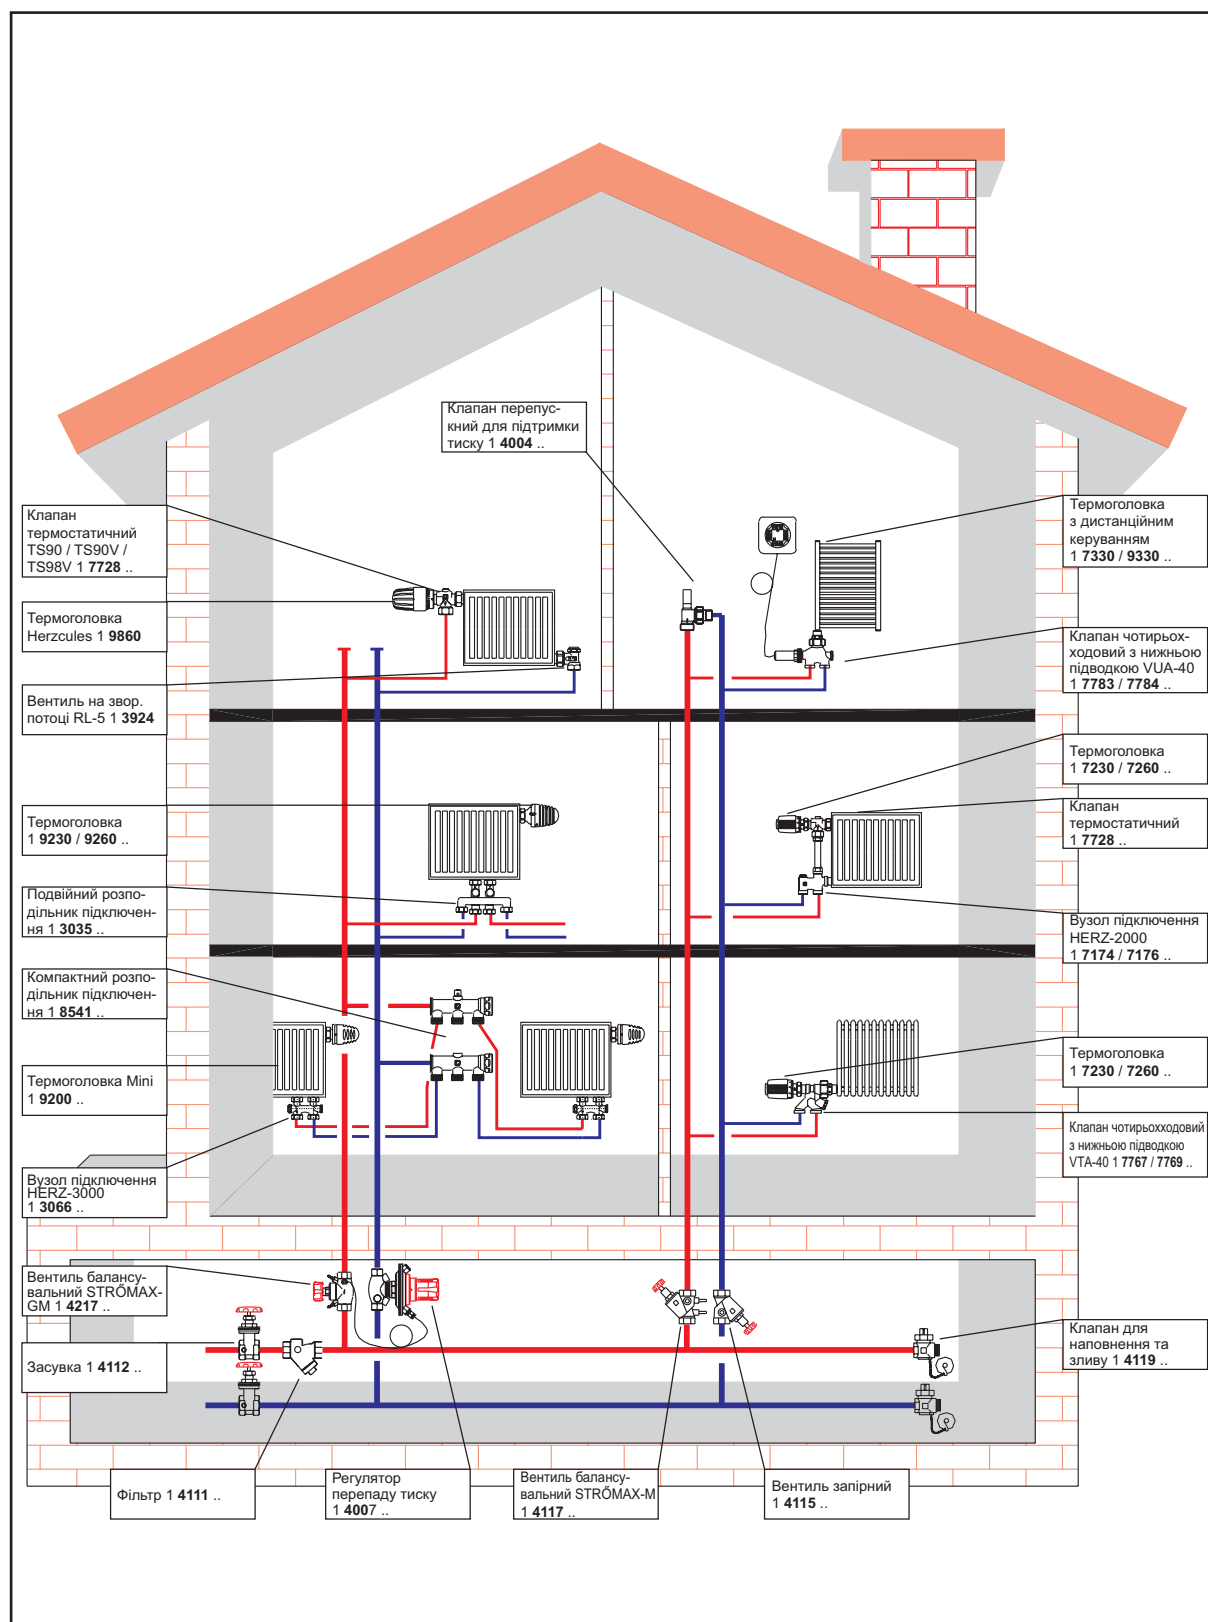 Клапан перепус-
кний для підтримки
тиску 1 4004 ..
Клапан
термостатичний
TS90 / TS90V /
TS98V 1 7728 ..
Термоголовка
Herzcules 1 9860
Вентиль на звор.
потоці RL-5 1 3924
Термоголовка
1 9230 / 9260 ..
Подвійний розпо-
дільник підключен-
ня 1 3035 ..
Компактний розпо-
дільник підключен-
ня 1 8541 ..
Термоголовка Mini
1 9200 ..
Вузол підключення
HERZ-3000
1 3066 ..
Вентиль балансу-
вальний STRŐMAX-
GM 1 4217 ..
Засувка 1 4112 ..
Термоголовка
з дистанційним
керуванням
1 7330 / 9330 ..
Клапан чотирьох-
ходовий з нижньою
підводкою VUA-40
1 7783 / 7784 ..
Термоголовка
1 7230 / 7260 ..
Клапан
термостатичний
1 7728 ..
Вузол підключення
HERZ-2000
1 7174 / 7176 ..
Термоголовка
1 7230 / 7260 ..
Клапан чотирьохходовий
з нижньою підводкою
VTA-40 1 7767 / 7769 ..
Клапан для
наповнення та
зливу 1 4119 ..
Фільтр 1 4111 ..
Регулятор
перепаду тиску
1 4007 ..
Вентиль балансу-
вальний STRŐMAX-M
1 4117 ..
Вентиль запірний
1 4115 ..